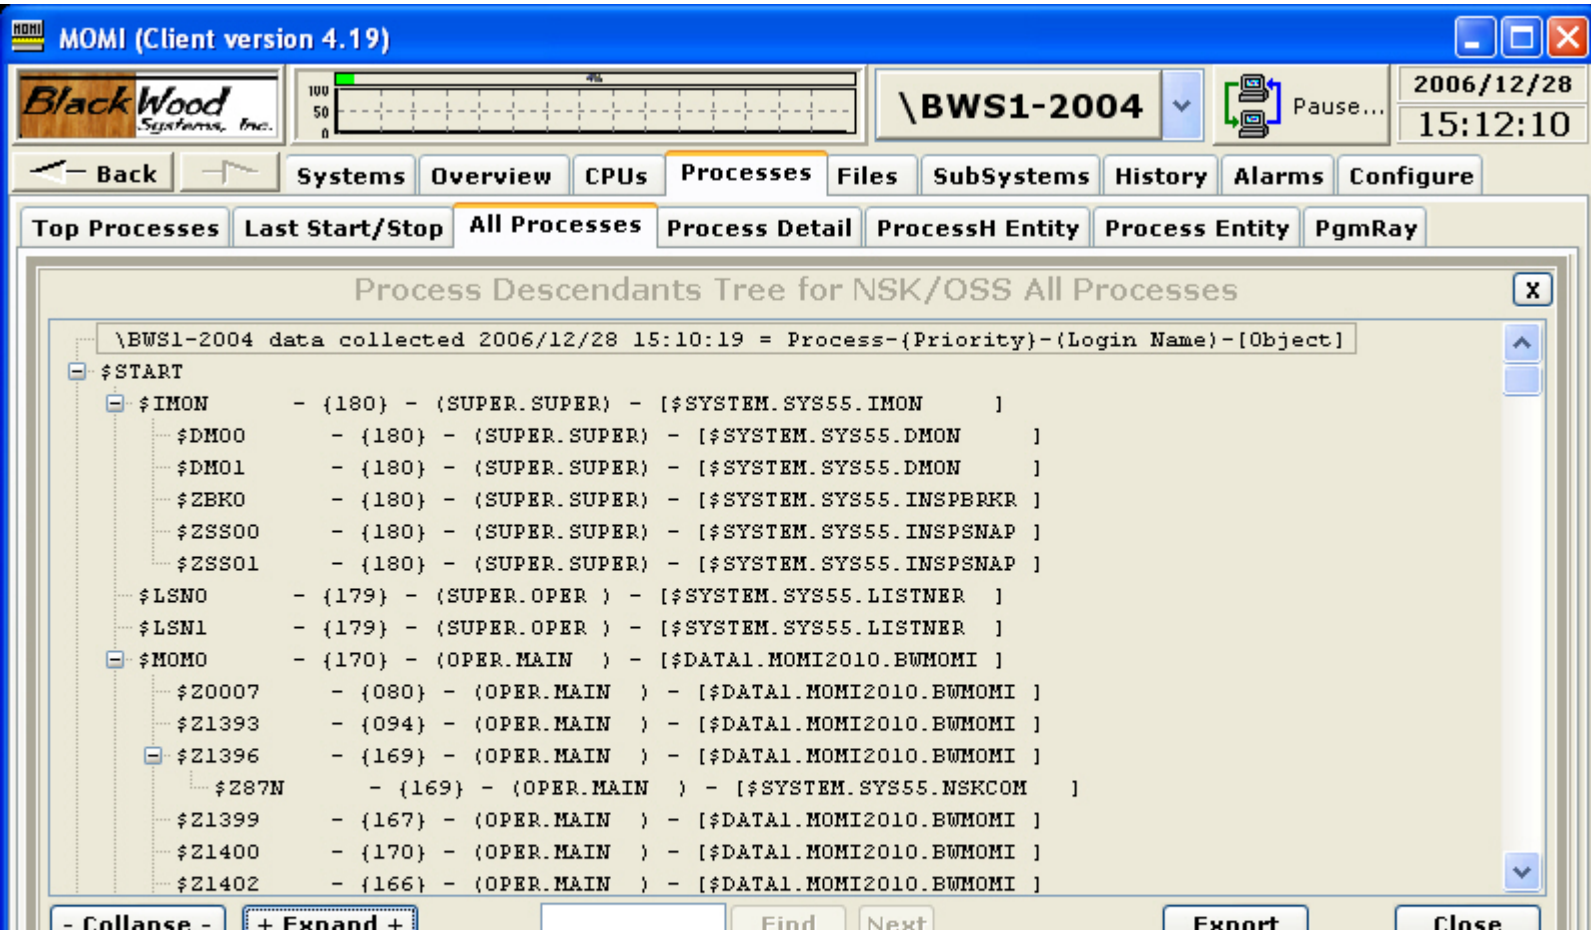 MOMI
MOMI (Client version 4.19)
BlackWood
Systems, Inc.
4%
100
50
0
\BWS1-2004
Pause...
2006/12/28
15:12:10
Back
Systems Overview CPUs Processes Files SubSystems History Alarms Configure
Top Processes Last Start/Stop All Processes Process Detail ProcessH Entity Process Entity PgmRay
Process Descendants Tree for NSK/OSS All Processes
X
\BWS1-2004 data collected 2006/12/28 15:10:19 = Process-{Priority}-(Login Name)-[Object]
$START
$IMON - {180} - (SUPER.SUPER) - [$SYSTEM.SYS55.IMON ]
$DM00 - {180} - (SUPER.SUPER) - [$SYSTEM.SYS55.DMON ]
$DM01 - {180} - (SUPER.SUPER) - [$SYSTEM.SYS55.DMON ]
$ZBK0 - {180} - (SUPER.SUPER) - [$SYSTEM.SYS55.INSPBRKR ]
$ZSS00 - {180} - (SUPER.SUPER) - [$SYSTEM.SYS55.INSPSNAP ]
$ZSS01 - {180} - (SUPER.SUPER) - [$SYSTEM.SYS55.INSPSNAP ]
$LSN0 - {179} - (SUPER.OPER ) - [$SYSTEM.SYS55.LISTNER ]
$LSN1 - {179} - (SUPER.OPER ) - [$SYSTEM.SYS55.LISTNER ]
$MOMO - {170} - (OPER.MAIN ) - [$DATA1.MOMI2010.BWMOMI ]
$Z0007 - {080} - (OPER.MAIN ) - [$DATA1.MOMI2010.BWMOMI ]
$Z1393 - {094} - (OPER.MAIN ) - [$DATA1.MOMI2010.BWMOMI ]
$Z1396 - {169} - (OPER.MAIN ) - [$DATA1.MOMI2010.BWMOMI ]
$Z87N - {169} - (OPER.MAIN ) - [$SYSTEM.SYS55.NSKCOM ]
$Z1399 - {167} - (OPER.MAIN ) - [$DATA1.MOMI2010.BWMOMI ]
$Z1400 - {170} - (OPER.MAIN ) - [$DATA1.MOMI2010.BWMOMI ]
$Z1402 - {166} - (OPER.MAIN ) - [$DATA1.MOMI2010.BWMOMI ]
- Collapse - + Expand + Find Next Export Close